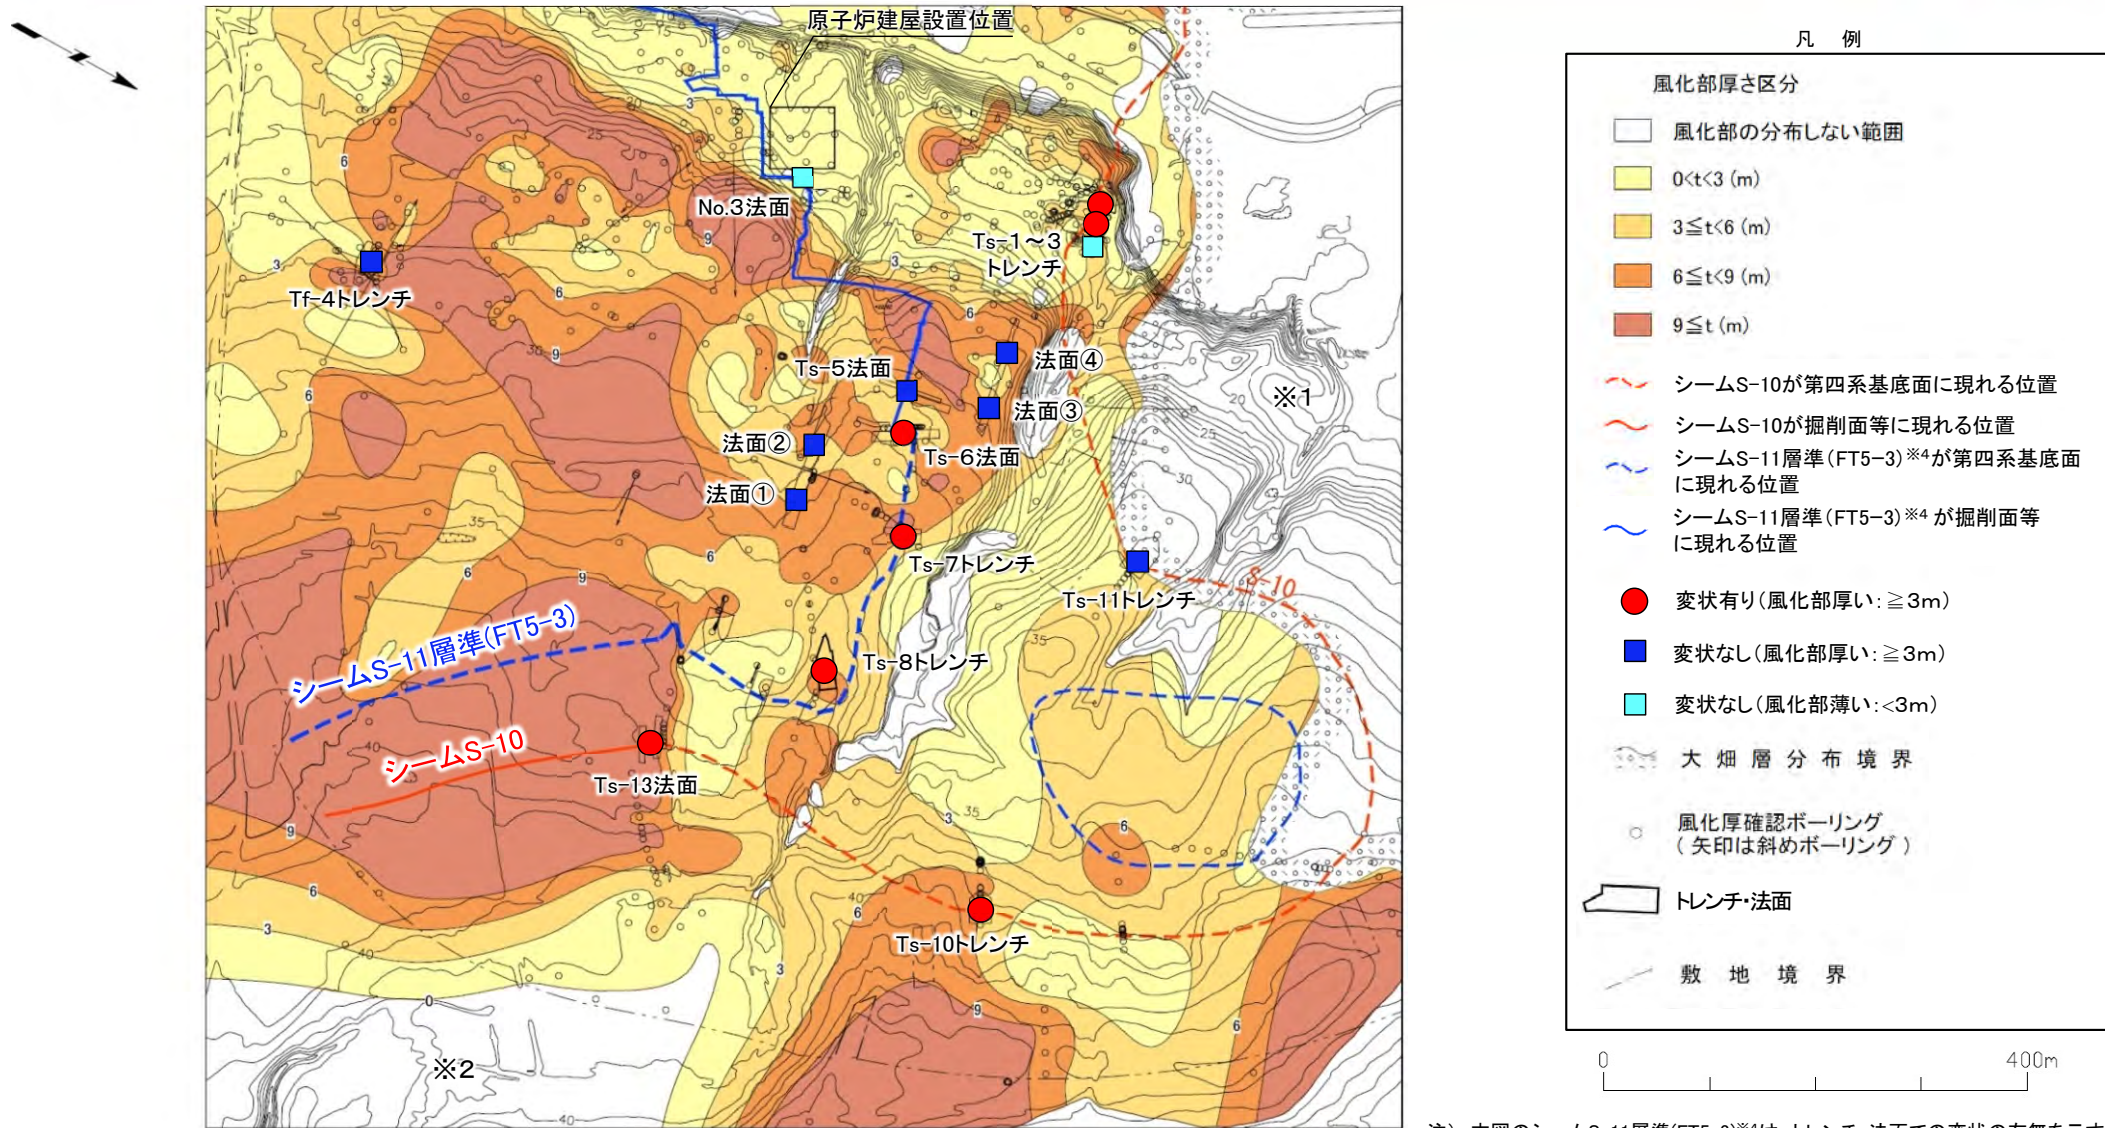 原子炉建屋設置位置
No.3法面
Ts-1～3
トレンチ
Tf-4トレンチ
Ts-5法面
法面④
法面③
※1
法面②
Ts-6法面
法面①
Ts-7トレンチ
Ts-11トレンチ
S-10
シームS-11層準(FT5-3)
Ts-8トレンチ
シームS-10
Ts-13法面
Ts-10トレンチ
※2
凡 例
風化部厚さ区分
風化部の分布しない範囲
0<t<3 (m)
3≦t<6 (m)
6≦t<9 (m)
9≦t (m)
シームS-10が第四系基底面に現れる位置
シームS-10が掘削面等に現れる位置
シームS-11層準(FT5-3)※4が第四系基底面
に現れる位置
シームS-11層準(FT5-3)※4 が掘削面等
に現れる位置
変状有り(風化部厚い:≧3m)
変状なし(風化部厚い:≧3m)
変状なし(風化部薄い:<3m)
大 畑 層 分 布 境 界
風化厚確認ボーリング
( 矢印は斜めボーリング )
トレンチ・法面
敷 地 境 界
0 400m